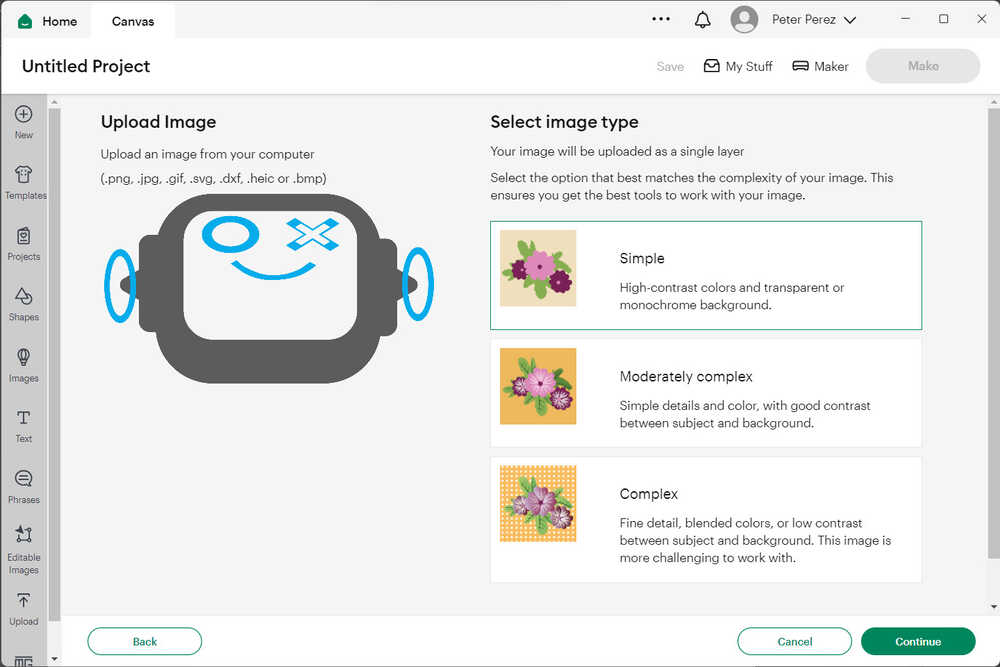 Home
Canvas
Peter Perez
Untitled Project
Save
My Stuff
Maker
Make
New
Templates
Projects
Shapes
Images
Text
Phrases
Editable
Images
Upload
Upload Image
Upload an image from your computer
(.png, .jpg, .gif, .svg, .dxf, .heic or .bmp)
Select image type
Your image will be uploaded as a single layer
Select the option that best matches the complexity of your image. This
ensures you get the best tools to work with your image.
Simple
High-contrast colors and transparent or
monochrome background.
Moderately complex
Simple details and color, with good contrast
between subject and background.
Complex
Fine detail, blended colors, or low contrast
between subject and background. This image is
more challenging to work with.
Back
Cancel
Continue